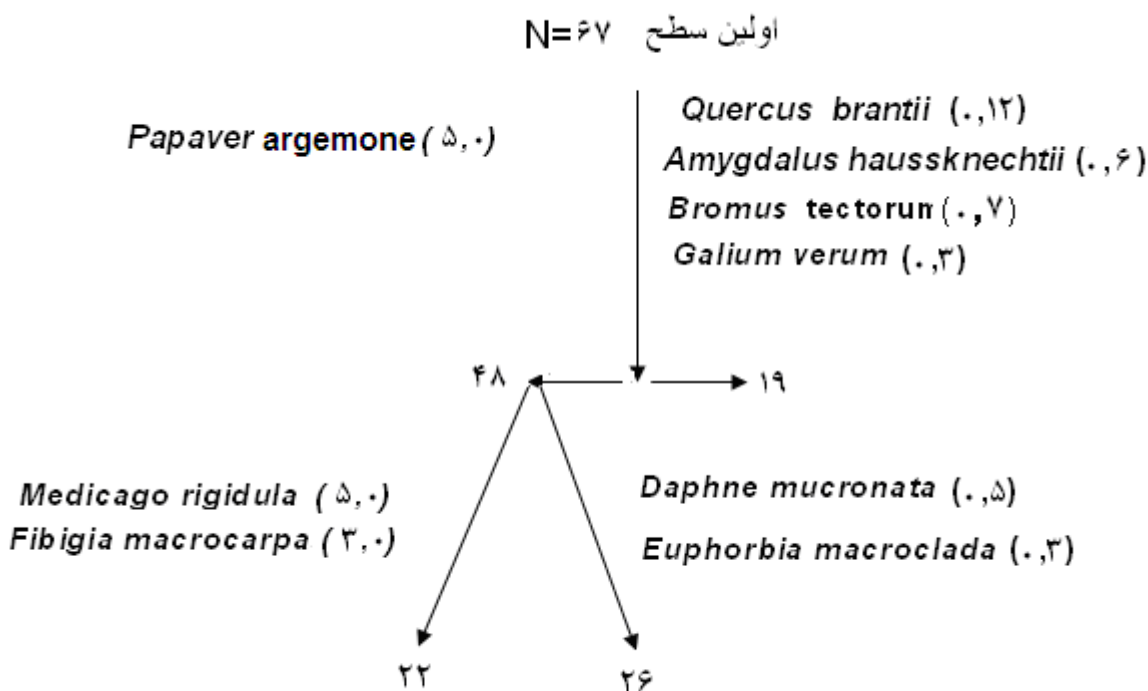 اولین سطح N=۶۷
Quercus brantii (۰,۱۲)
Papaver argemone (۵,۰)
Amygdalus haussknechtii (۰,۶)
Bromus tectorun (۰,۷)
Galium verum (۰,۳)
۴۸
۱۹
Medicago rigidula (۵,۰)
Daphne mucronata (۰,۵)
Fibigia macrocarpa (۳,۰)
Euphorbia macroclada (۰,۳)
۲۲
۲۶